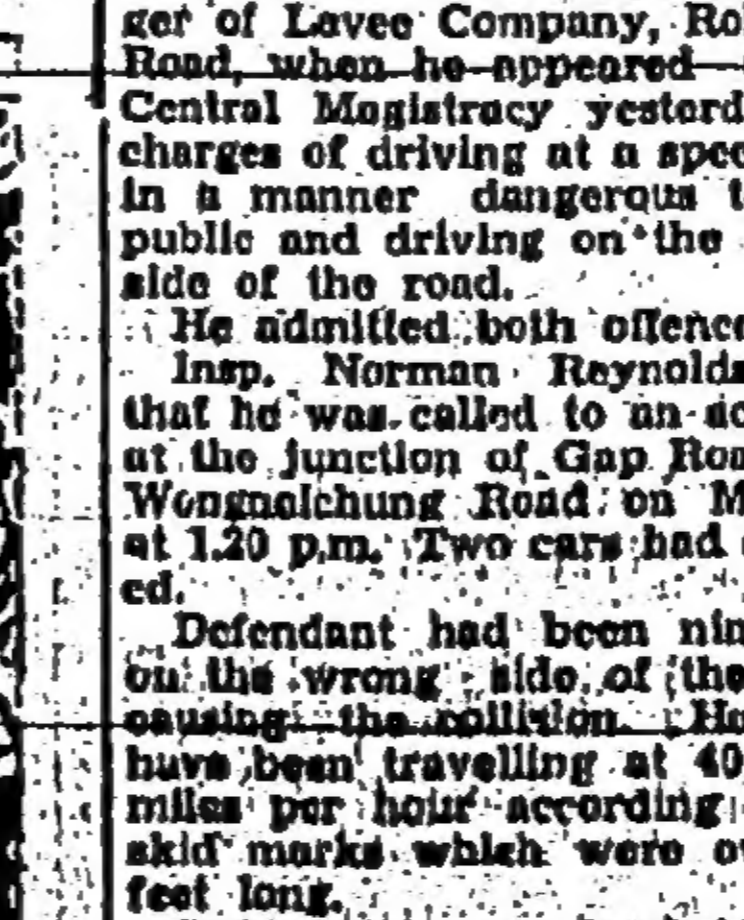 ger of Lavee Company, Ro
Road, when he appeared
Central Magistracy yesterd
charges of driving at a spee
in a manner dangerous t
public and driving on the
side of the road.
He admitted both offence
Insp. Norman Reynolds
that he was called to an ac
at the junction of Gap Roa
Wongneichung Road on M
at 1.20 p.m. Two cars had
ed.
Defendant had been nin
on the wrong side of the
causing the collision. He
have been travelling at 40
miles per hour according
skid marks which were ov
feet long.